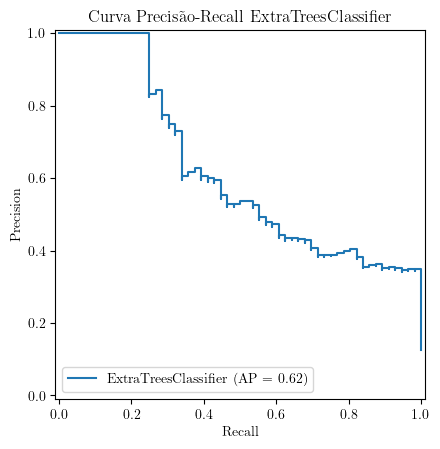 Curva Precisão-Recall ExtraTreesClassifier
1.0
0.8
0.6
0.4
0.2
0.0
Precision
ExtraTreesClassifier (AP = 0.62)
0.0 0.2 0.4 0.6 0.8 1.0
Recall